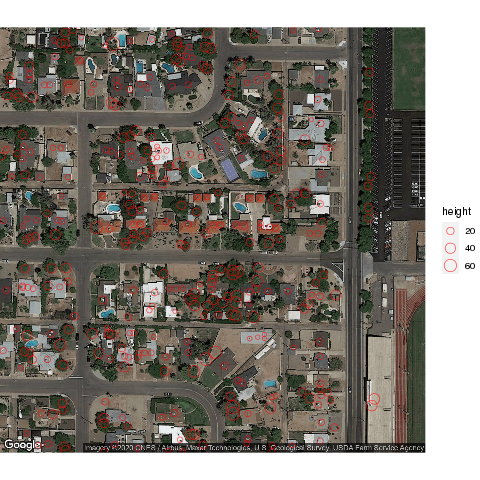 height
20
40
60
Google
Imagery ©2020 CNES / Airbus, Maxar Technologies, U.S. Geological Survey, USDA Farm Service Agency